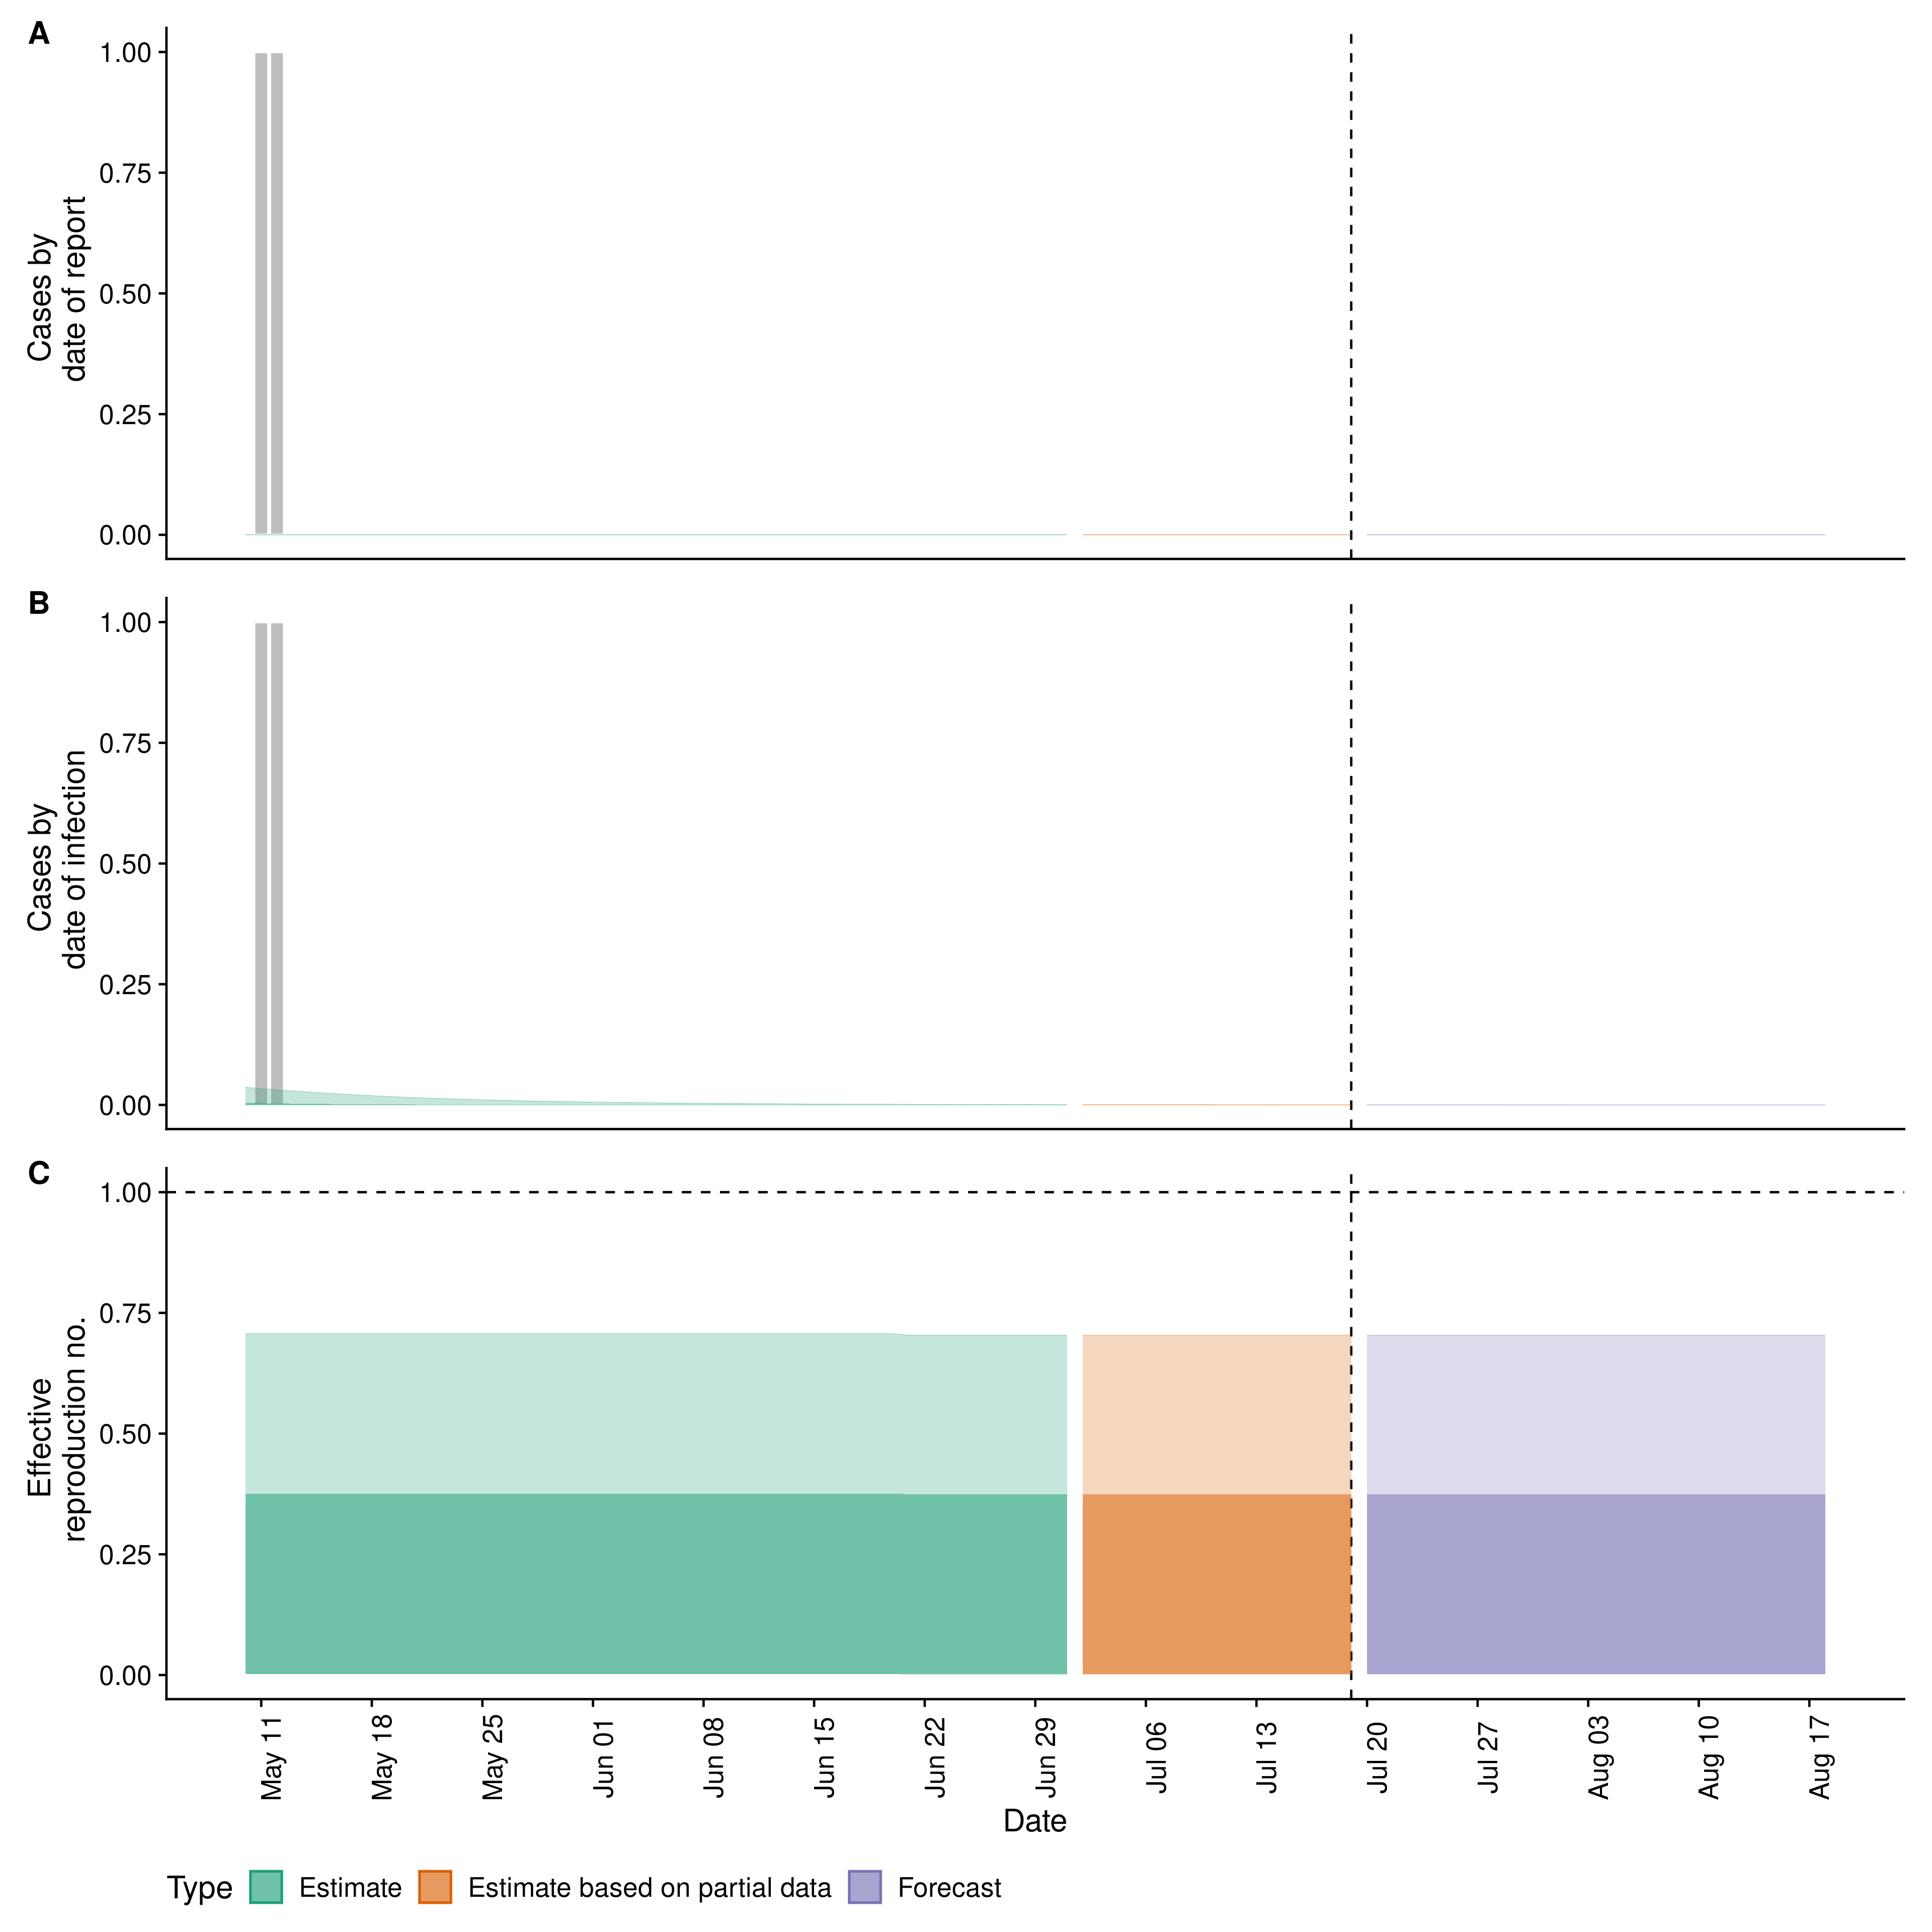 A
Cases by
date of report
1.00
0.75
0.50
0.25
0.00
B
Cases by
date of infection
1.00
0.75
0.50
0.25
0.00
C
Effective
reproduction no.
1.00
0.75
0.50
0.25
0.00
May 11
May 18
May 25
Jun 01
Jun 08
Jun 15
Jun 22
Jun 29
Jul 06
Jul 13
Jul 20
Jul 27
Aug 03
Aug 10
Aug 17
Date
Type Estimate Estimate based on partial data Forecast